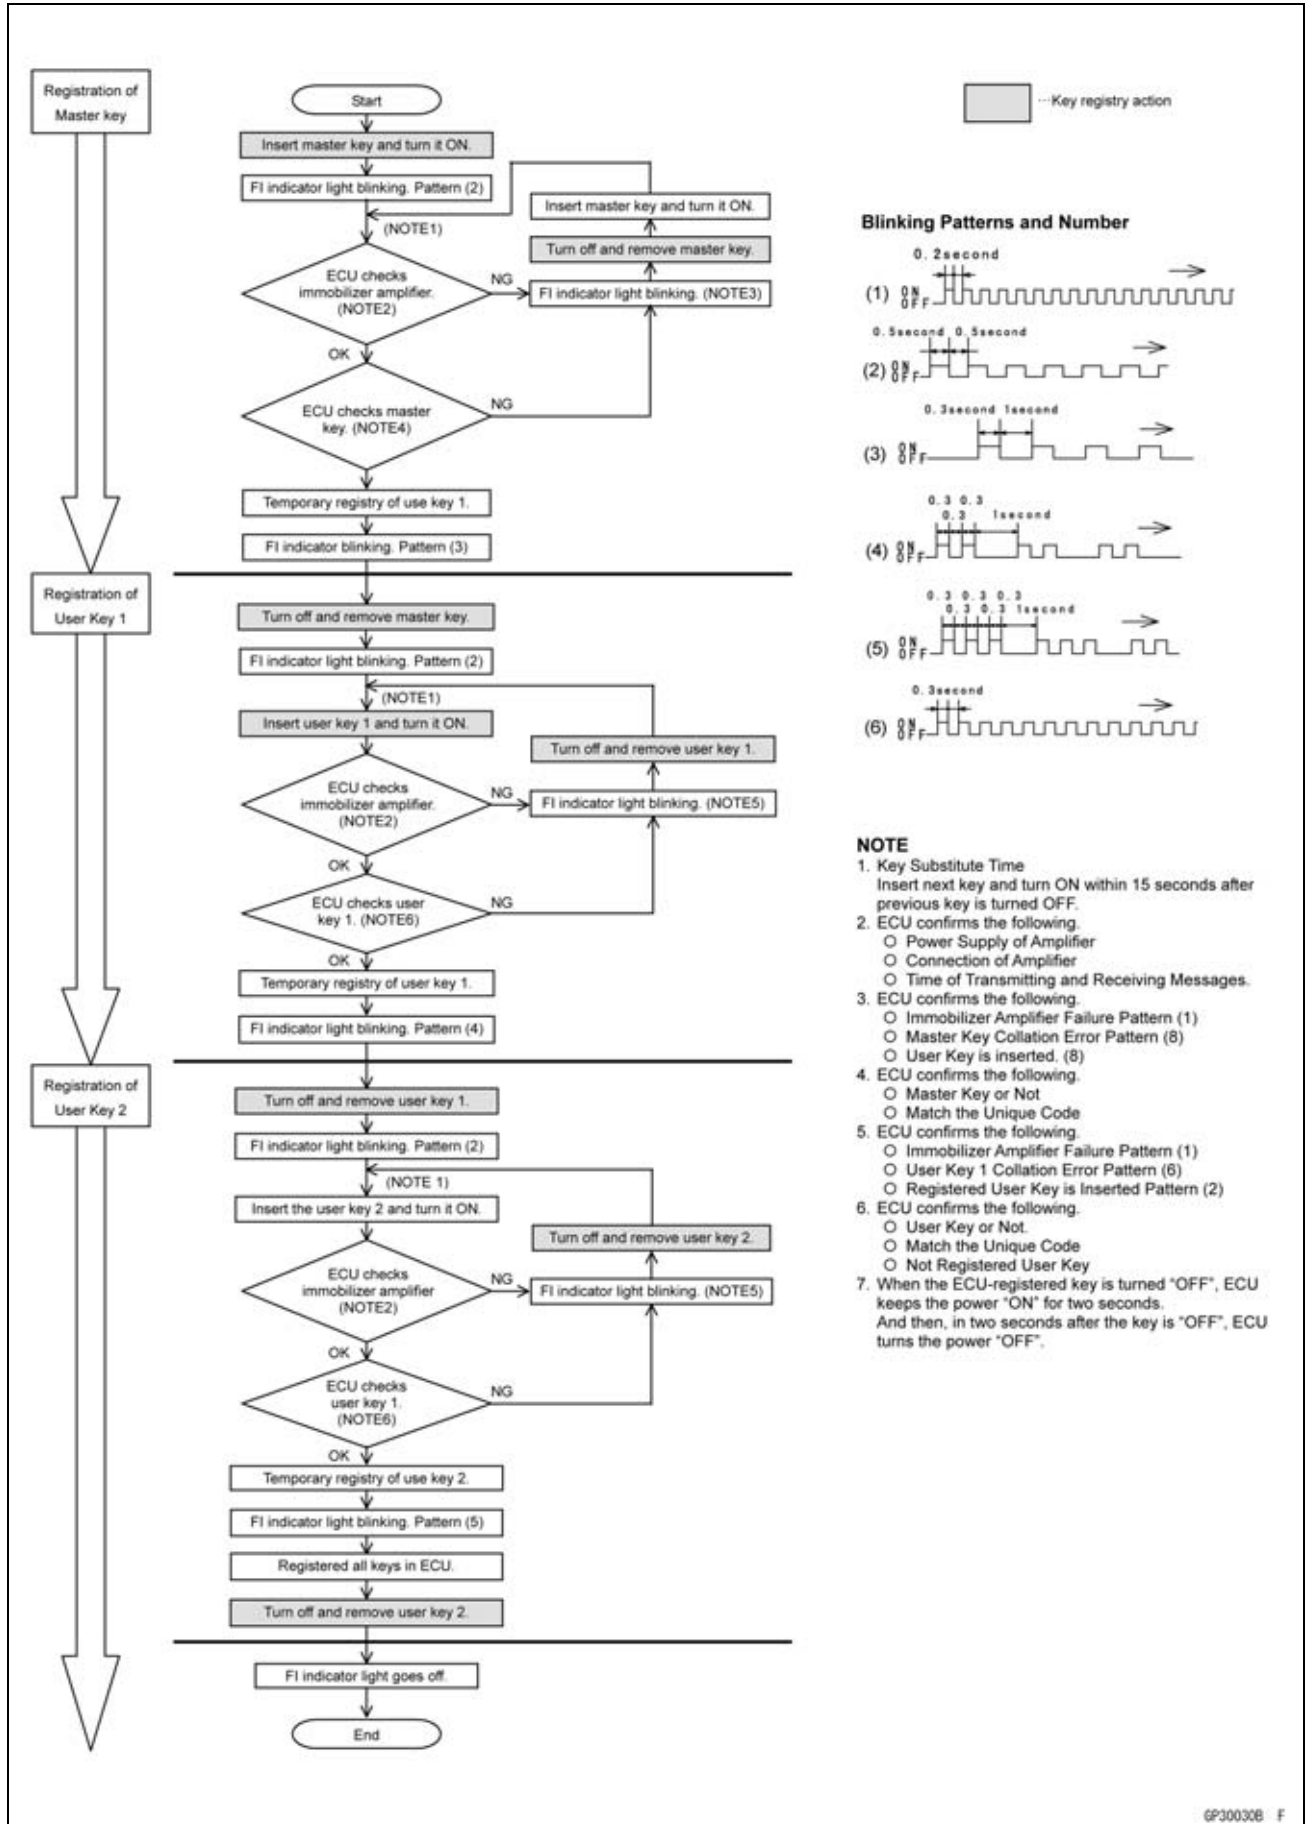 Registration of
Master key
Start
Insert master key and turn it ON.
FI indicator light blinking. Pattern (2)
(NOTE1)
ECU checks
immobilizer amplifier.
(NOTE2)
NG
FI indicator light blinking. (NOTE3)
Turn off and remove master key.
Insert master key and turn it ON.
OK
ECU checks master
key. (NOTE4)
NG
Temporary registry of use key 1.
FI indicator blinking. Pattern (3)
Registration of
User Key 1
Turn off and remove master key.
FI indicator light blinking. Pattern (2)
(NOTE1)
Insert user key 1 and turn it ON.
ECU checks
immobilizer amplifier.
(NOTE2)
NG
FI indicator light blinking. (NOTE5)
Turn off and remove user key 1.
OK
ECU checks user
key 1. (NOTE6)
NG
OK
Temporary registry of user key 1.
FI indicator light blinking. Pattern (4)
Registration of
User Key 2
Turn off and remove user key 1.
FI indicator light blinking. Pattern (2)
(NOTE 1)
Insert the user key 2 and turn it ON.
ECU checks
immobilizer amplifier
(NOTE2)
NG
FI indicator light blinking. (NOTE5)
Turn off and remove user key 2.
OK
ECU checks
user key 1.
(NOTE6)
NG
OK
Temporary registry of use key 2.
FI indicator light blinking. Pattern (5)
Registered all keys in ECU.
Turn off and remove user key 2.
FI indicator light goes off.
End
···Key registry action
Blinking Patterns and Number
0. 2second
(1) ON OFF
0. 5second 0. 5second
(2) ON OFF
0. 3second 1second
(3) ON OFF
0. 3 0. 3
0. 3 1second
(4) ON OFF
0. 3 0. 3 0. 3
0. 3 0. 3 1second
(5) ON OFF
0. 3second
(6) ON OFF
NOTE
1. Key Substitute Time
Insert next key and turn ON within 15 seconds after
previous key is turned OFF.
2. ECU confirms the following.
○ Power Supply of Amplifier
○ Connection of Amplifier
○ Time of Transmitting and Receiving Messages.
3. ECU confirms the following.
○ Immobilizer Amplifier Failure Pattern (1)
○ Master Key Collation Error Pattern (8)
○ User Key is inserted. (8)
4. ECU confirms the following.
○ Master Key or Not
○ Match the Unique Code
5. ECU confirms the following.
○ Immobilizer Amplifier Failure Pattern (1)
○ User Key 1 Collation Error Pattern (6)
○ Registered User Key is Inserted Pattern (2)
6. ECU confirms the following.
○ User Key or Not.
○ Match the Unique Code
○ Not Registered User Key
7. When the ECU-registered key is turned “OFF”, ECU
keeps the power “ON” for two seconds.
And then, in two seconds after the key is “OFF”, ECU
turns the power “OFF”.
GP30030B F